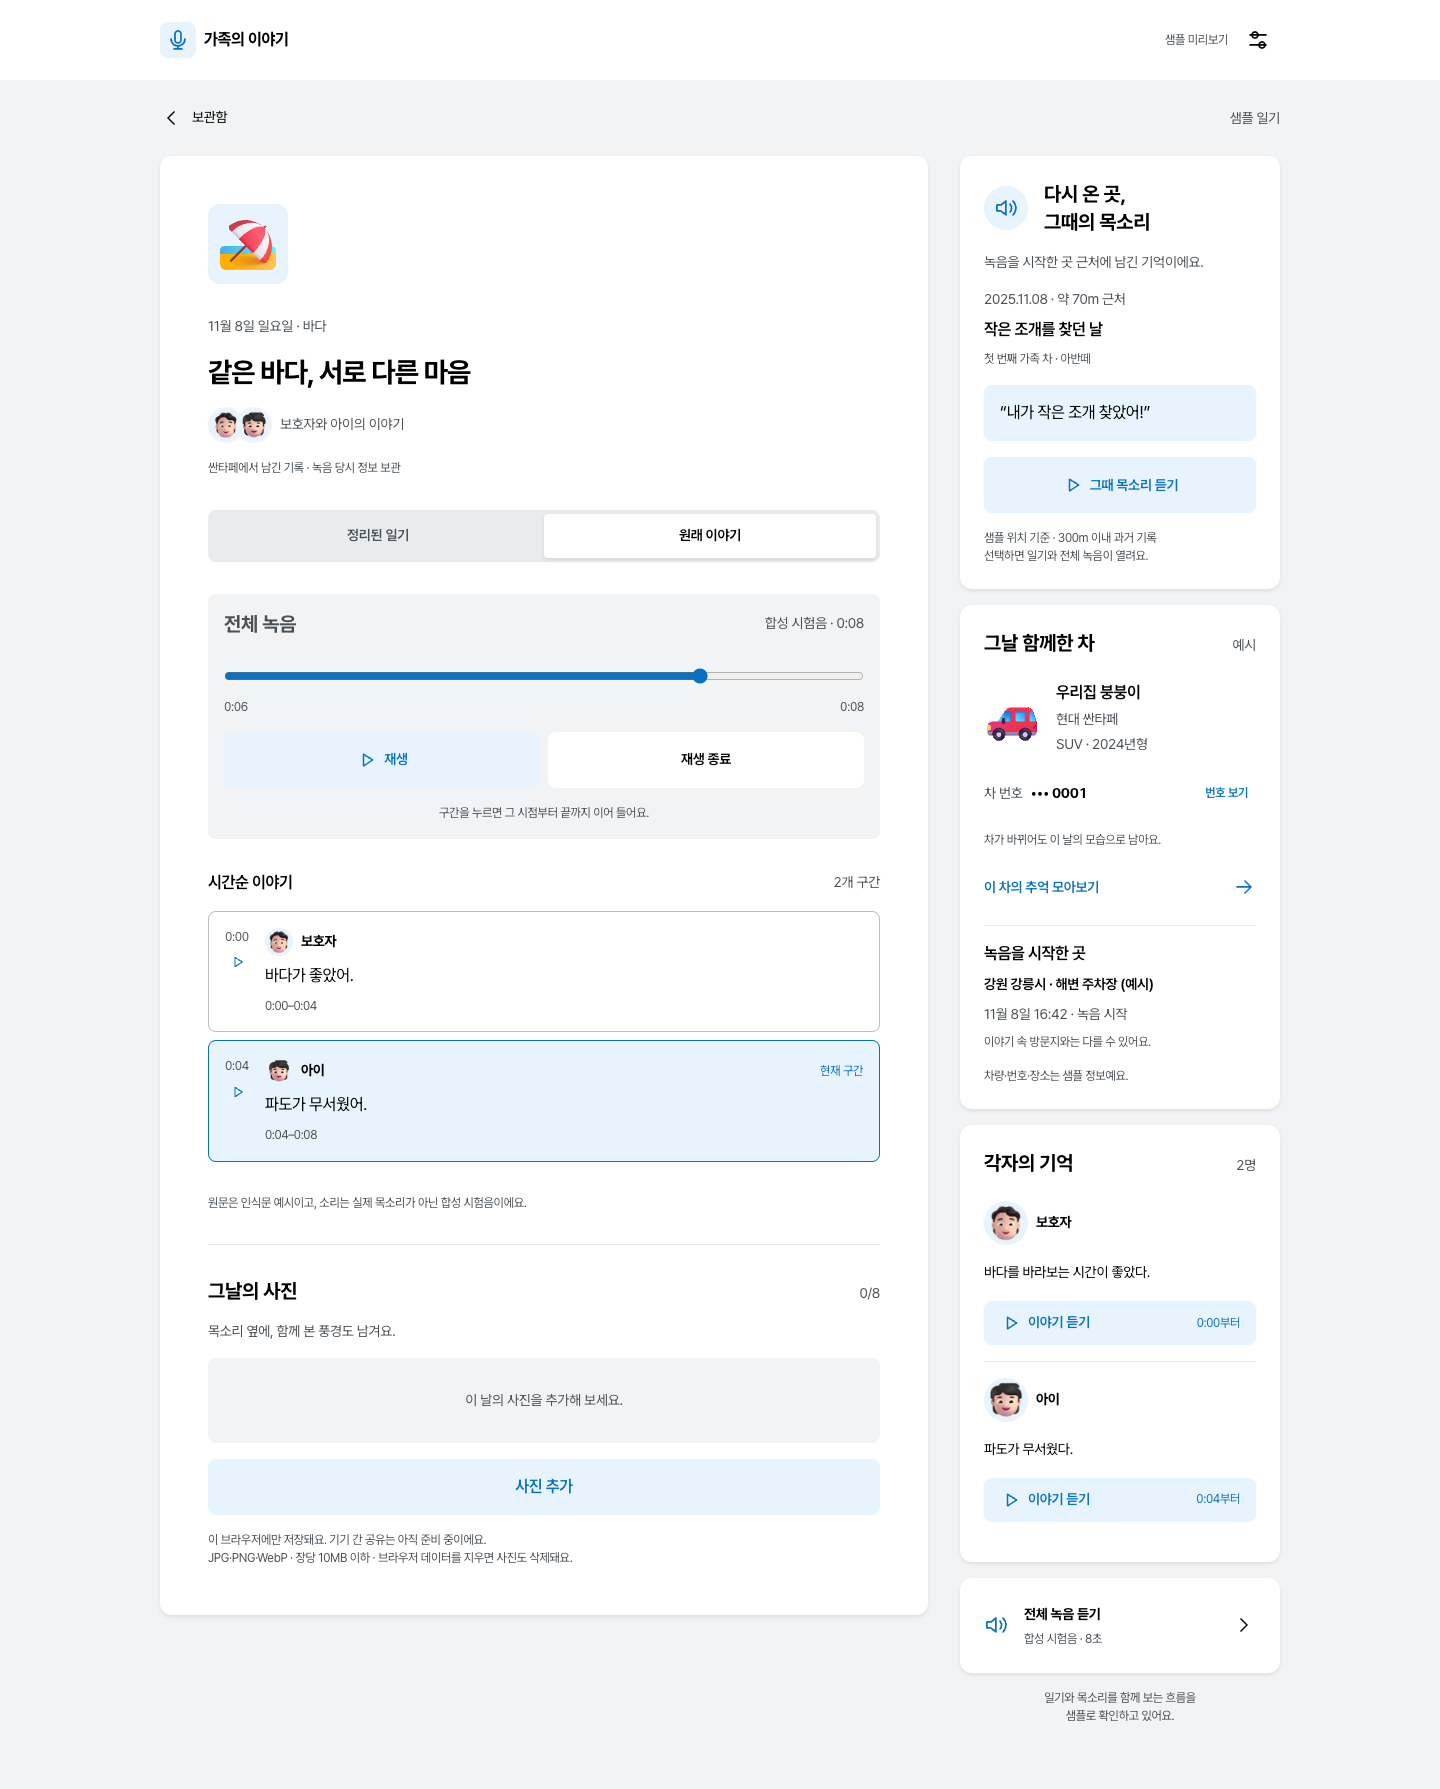 가족의 이야기
샘플 미리보기
보관함
샘플 일기
11월 8일 일요일 · 바다
같은 바다, 서로 다른 마음
보호자와 아이의 이야기
싼타페에서 남긴 기록 · 녹음 당시 정보 보관
정리된 일기
원래 이야기
전체 녹음
합성 시험음 · 0:08
0:06
0:08
재생
재생 종료
구간을 누르면 그 시점부터 끝까지 이어 들어요.
시간순 이야기
2개 구간
0:00
보호자
바다가 좋았어.
0:00–0:04
0:04
아이
현재 구간
파도가 무서웠어.
0:04–0:08
원문은 인식문 예시이고, 소리는 실제 목소리가 아닌 합성 시험음이에요.
그날의 사진
0/8
목소리 옆에, 함께 본 풍경도 남겨요.
이 날의 사진을 추가해 보세요.
사진 추가
이 브라우저에만 저장돼요. 기기 간 공유는 아직 준비 중이에요.
JPG·PNG·WebP · 장당 10MB 이하 · 브라우저 데이터를 지우면 사진도 삭제돼요.
다시 온 곳,
그때의 목소리
녹음을 시작한 곳 근처에 남긴 기억이에요.
2025.11.08 · 약 70m 근처
작은 조개를 찾던 날
첫 번째 가족 차 · 아반떼
“내가 작은 조개 찾았어!”
그때 목소리 듣기
샘플 위치 기준 · 300m 이내 과거 기록
선택하면 일기와 전체 녹음이 열려요.
그날 함께한 차
예시
우리집 붕붕이
현대 싼타페
SUV · 2024년형
차 번호 ••• 0001
번호 보기
차가 바뀌어도 이 날의 모습으로 남아요.
이 차의 추억 모아보기
녹음을 시작한 곳
강원 강릉시 · 해변 주차장 (예시)
11월 8일 16:42 · 녹음 시작
이야기 속 방문지와는 다를 수 있어요.
차량·번호·장소는 샘플 정보예요.
각자의 기억
2명
보호자
바다를 바라보는 시간이 좋았다.
이야기 듣기
0:00부터
아이
파도가 무서웠다.
이야기 듣기
0:04부터
전체 녹음 듣기
합성 시험음 · 8초
일기와 목소리를 함께 보는 흐름을
샘플로 확인하고 있어요.